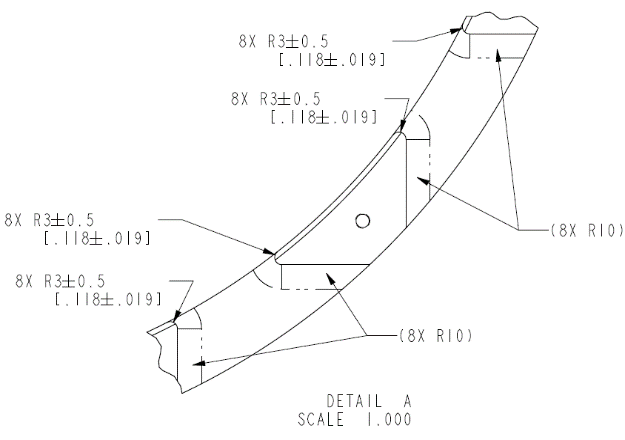 8X R3±0.5
[.118±.019]
8X R3±0.5
[.118±.019]
8X R3±0.5
[.118±.019]
(8X R10)
8X R3±0.5
[.118±.019]
(8X R10)
DETAIL A
SCALE 1.000